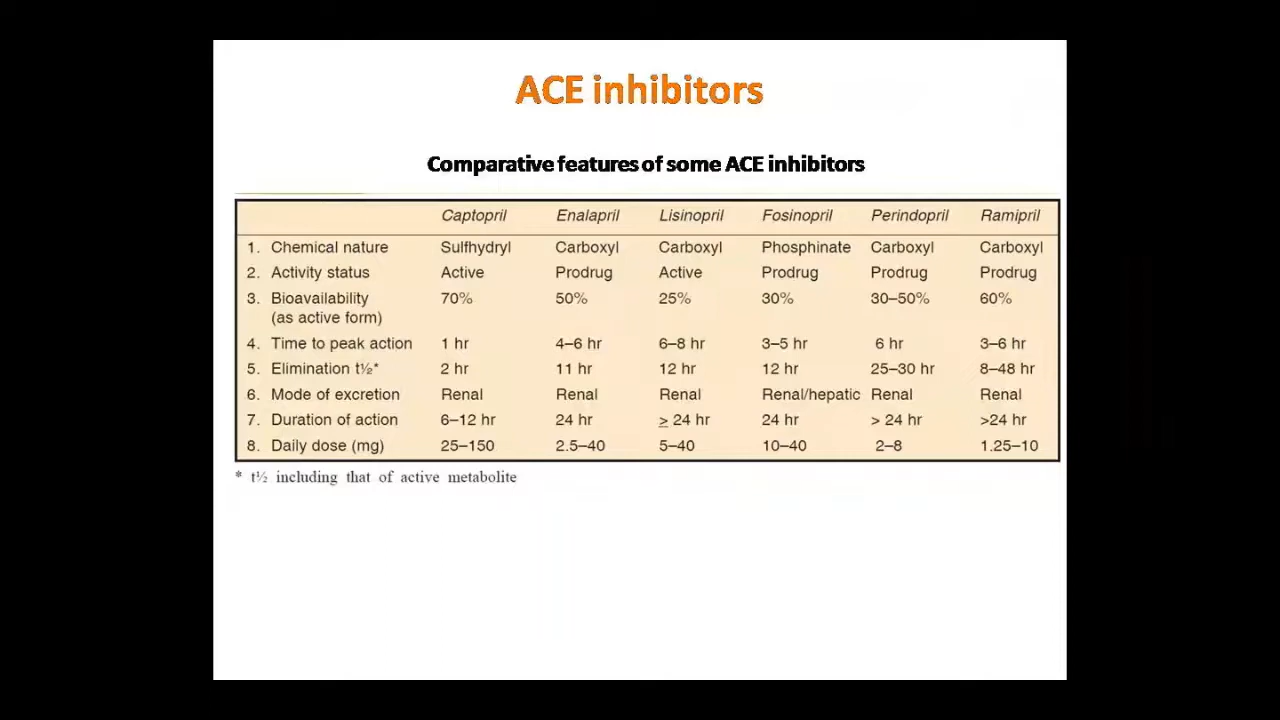 ACE inhibitors
Comparative features of some ACE inhibitors
Captopril Enalapril Lisinopril Fosinopril Perindopril Ramipril
1. Chemical nature Sulfhydryl Carboxyl Carboxyl Phosphinate Carboxyl Carboxyl
2. Activity status Active Prodrug Active Prodrug Prodrug Prodrug
3. Bioavailability 70% 50% 25% 30% 30–50% 60%
(as active form)
4. Time to peak action 1 hr 4–6 hr 6–8 hr 3–5 hr 6 hr 3–6 hr
5. Elimination t½* 2 hr 11 hr 12 hr 12 hr 25–30 hr 8–48 hr
6. Mode of excretion Renal Renal Renal Renal/hepatic Renal Renal
7. Duration of action 6–12 hr 24 hr ≥ 24 hr 24 hr > 24 hr >24 hr
8. Daily dose (mg) 25–150 2.5–40 5–40 10–40 2–8 1.25–10
* t½ including that of active metabolite